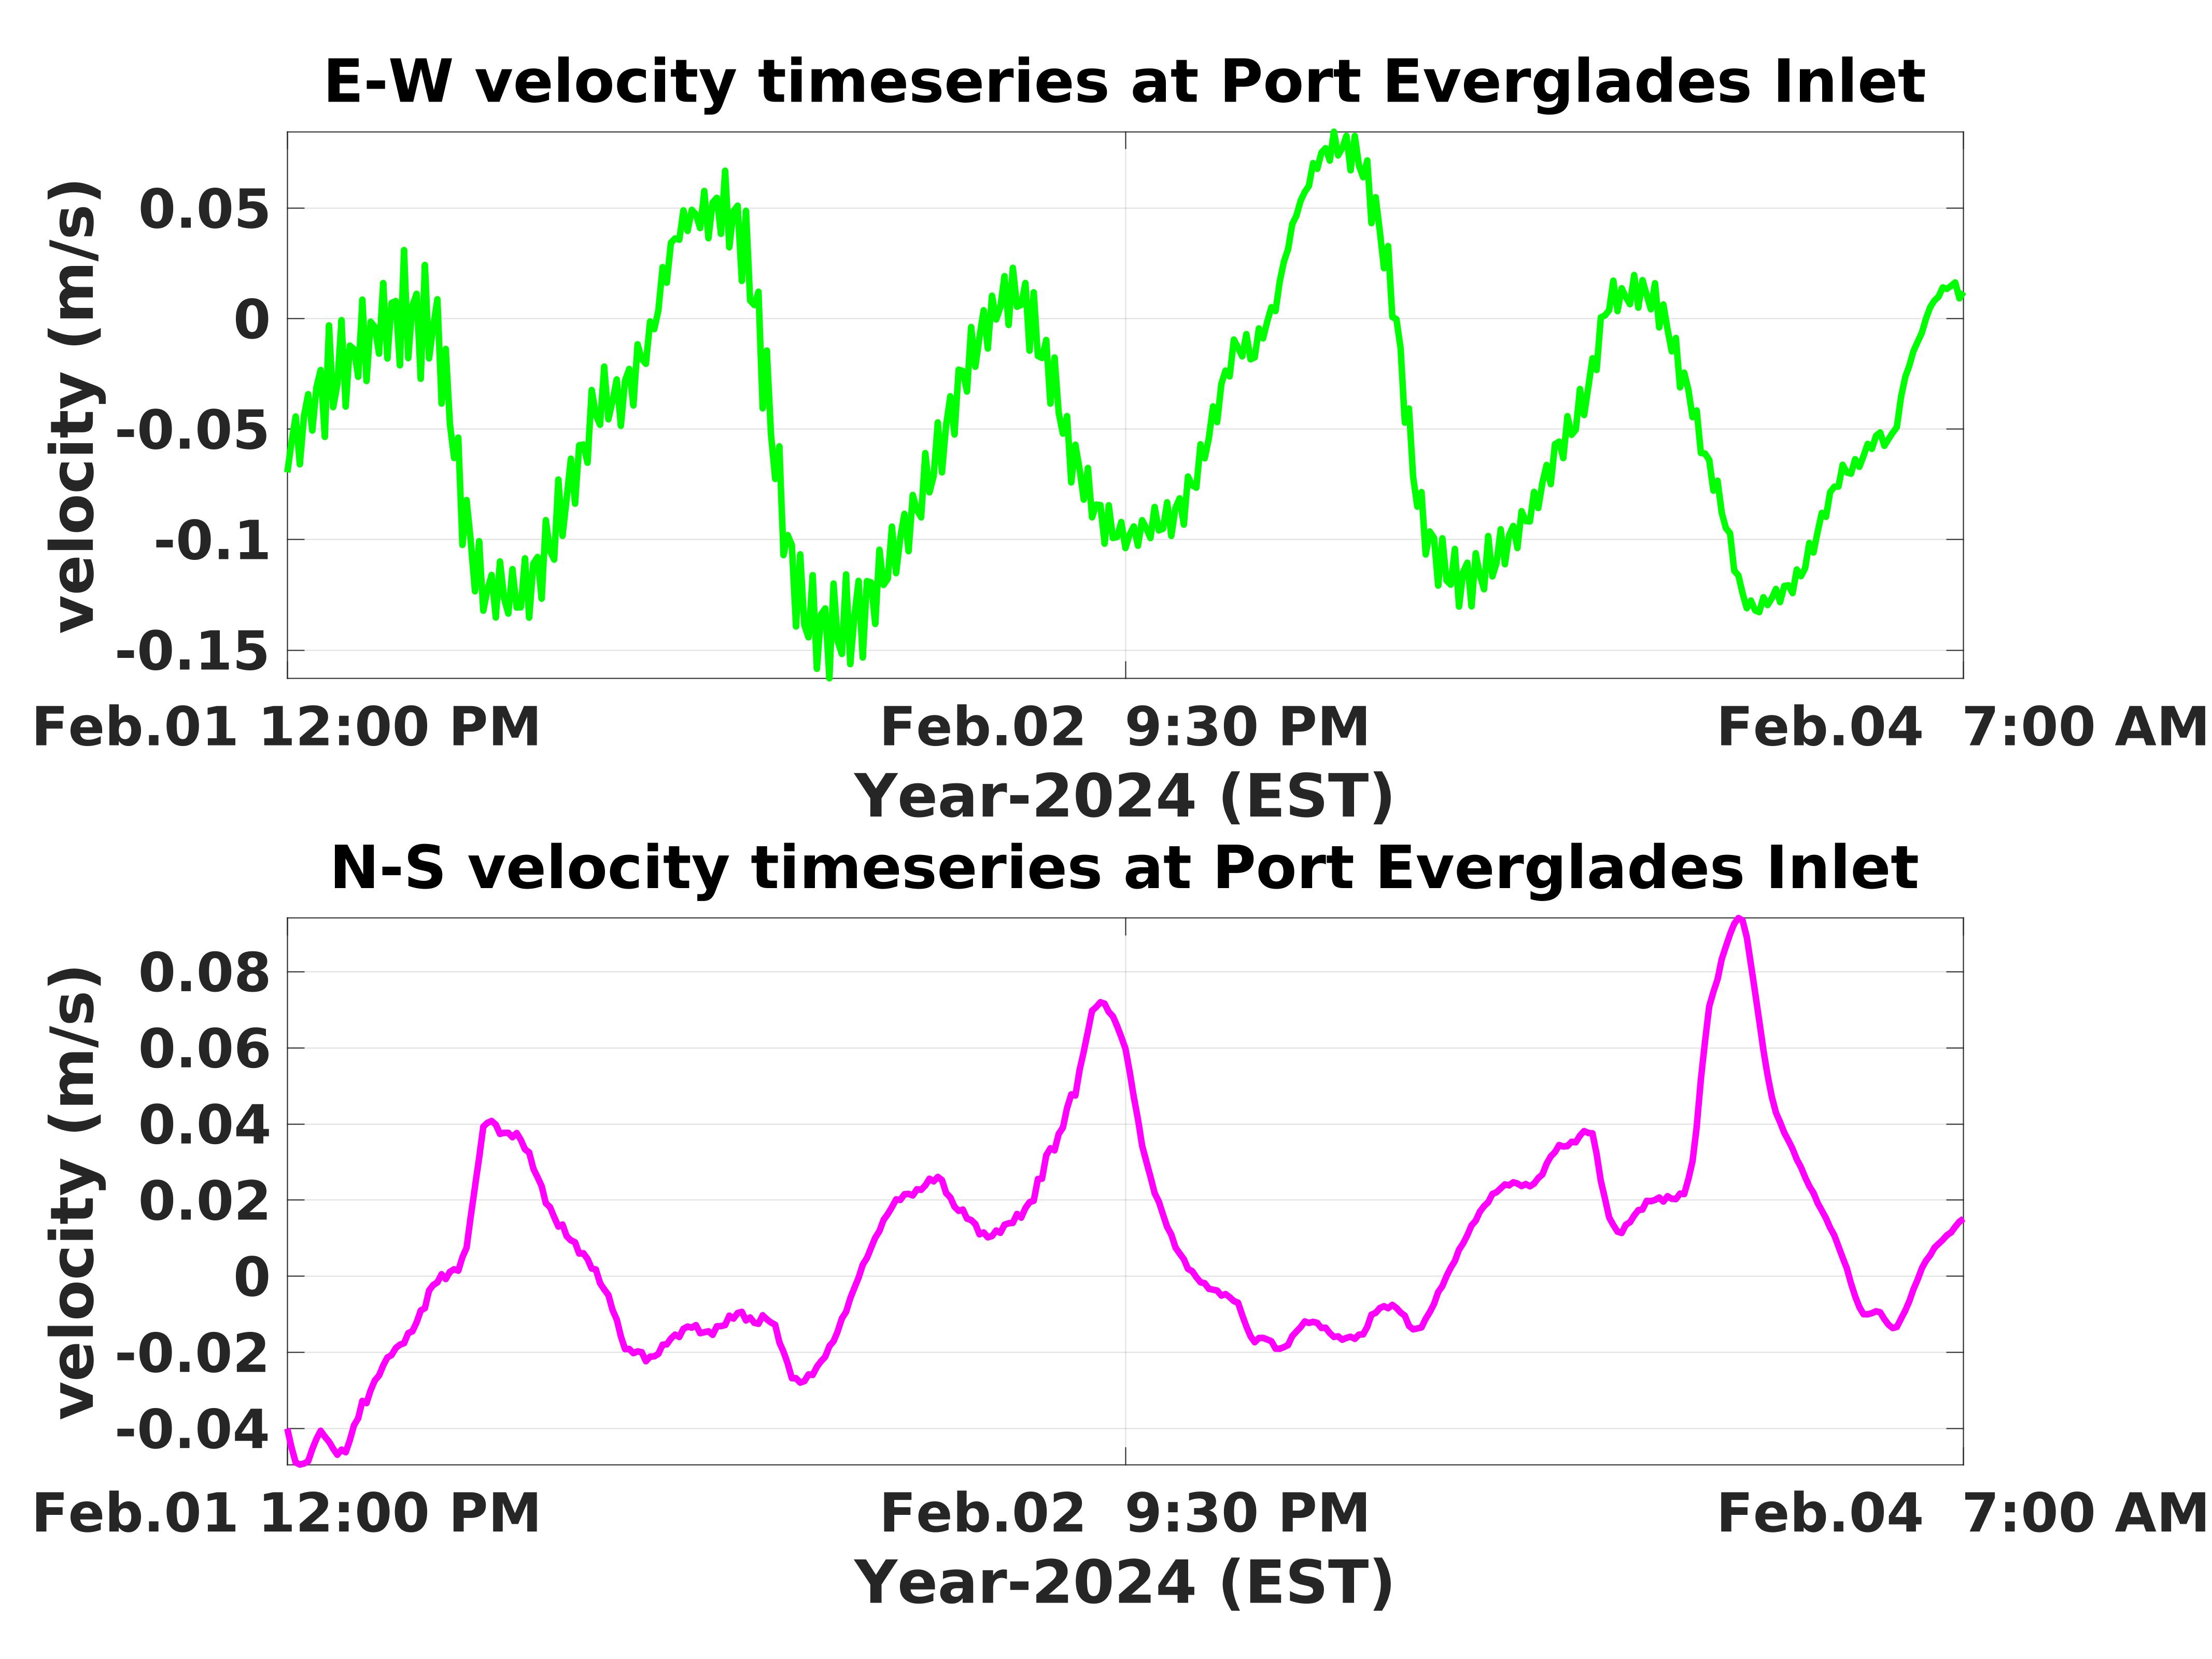 E-W velocity timeseries at Port Everglades Inlet
velocity (m/s)
0.05
0
-0.05
-0.1
-0.15
Feb.01 12:00 PM
Feb.02  9:30 PM
Feb.04  7:00 AM
Year-2024 (EST)
N-S velocity timeseries at Port Everglades Inlet
velocity (m/s)
0.08
0.06
0.04
0.02
0
-0.02
-0.04
Feb.01 12:00 PM
Feb.02  9:30 PM
Feb.04  7:00 AM
Year-2024 (EST)